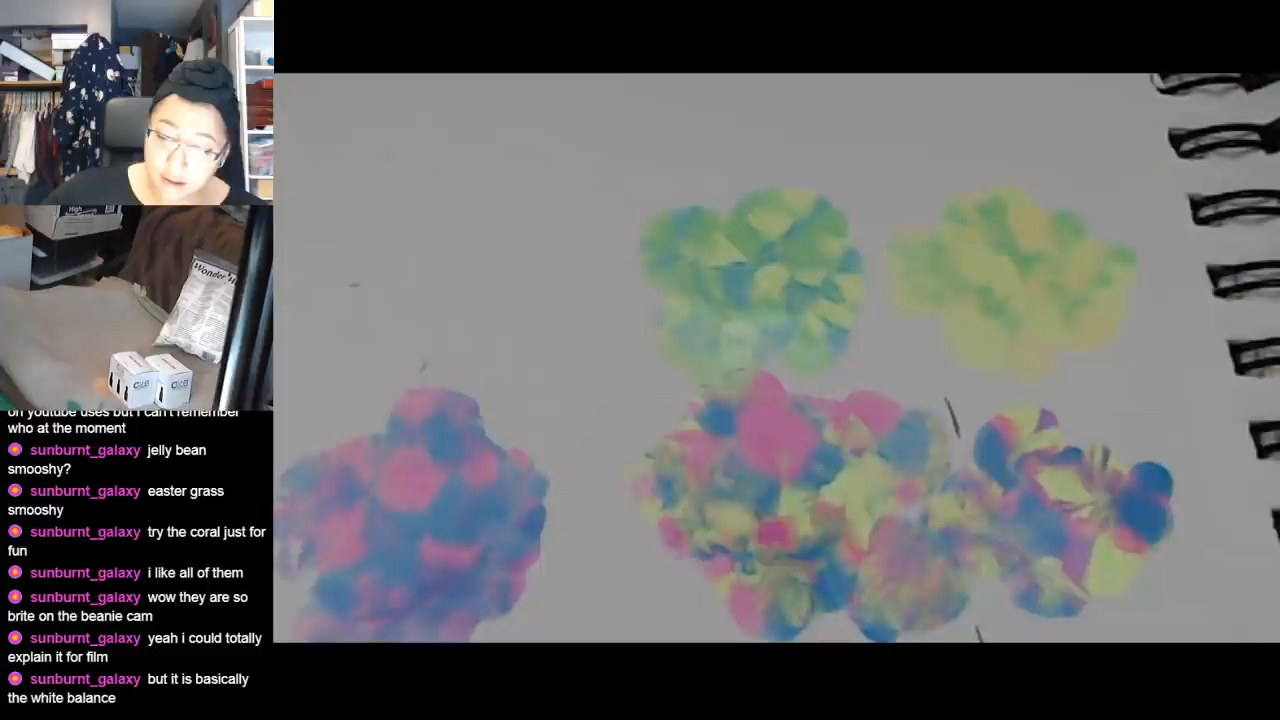 Wonder
High
on youtube uses but i can't remember
who at the moment
sunburnt_galaxy jelly bean
smooshy?
sunburnt_galaxy easter grass
smooshy
sunburnt_galaxy try the coral just for
fun
sunburnt_galaxy i like all of them
sunburnt_galaxy wow they are so
brite on the beanie cam
sunburnt_galaxy yeah i could totally
explain it for film
sunburnt_galaxy but it is basically
the white balance